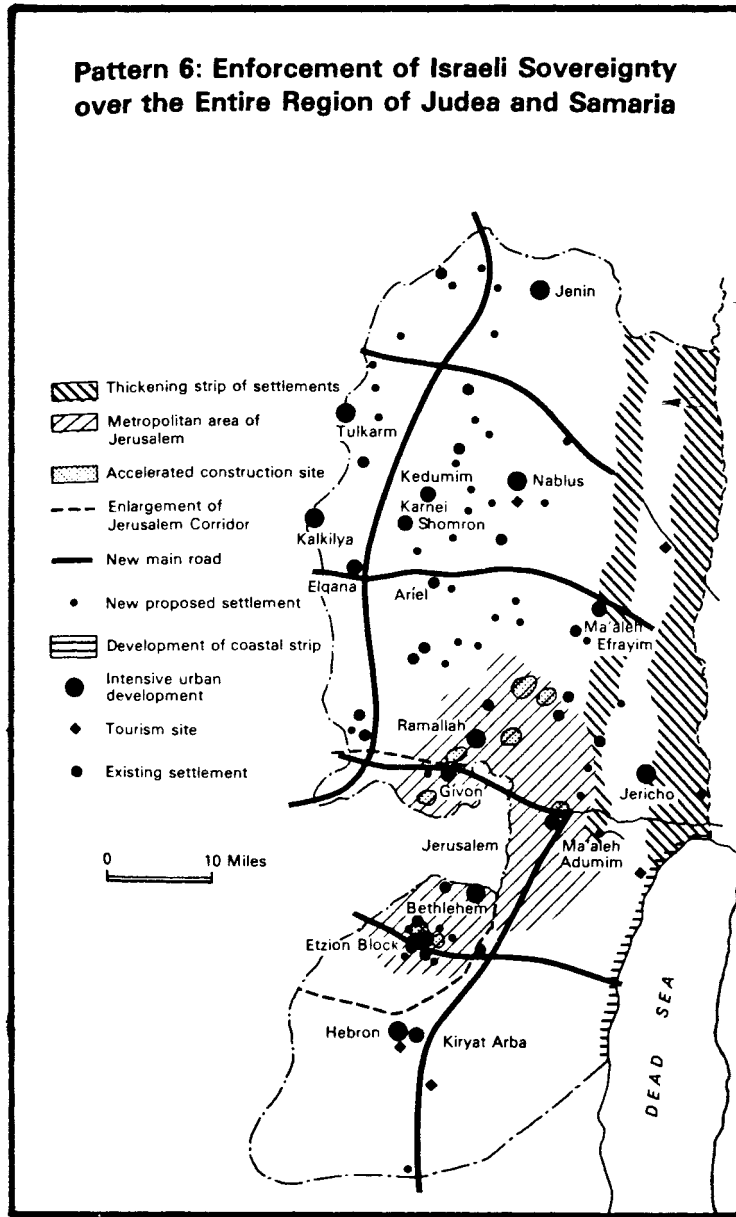 Pattern 6: Enforcement of Israeli Sovereignty
over the Entire Region of Judea and Samaria
Thickening strip of settlements
Metropolitan area of
Jerusalem
Accelerated construction site
Enlargement of
Jerusalem Corridor
New main road
New proposed settlement
Development of coastal strip
Intensive urban
development
Tourism site
Existing settlement
0 10 Miles
Jenin
Tulkarm
Kedumim
Nablus
Karnei
Shomron
Kalkilya
Elqana
Ariel
Ma'aleh
Efrayim
Ramallah
Givon
Jericho
Jerusalem
Ma'aleh
Adumim
Bethlehem
Etzion Block
Hebron
Kiryat Arba
DEAD SEA